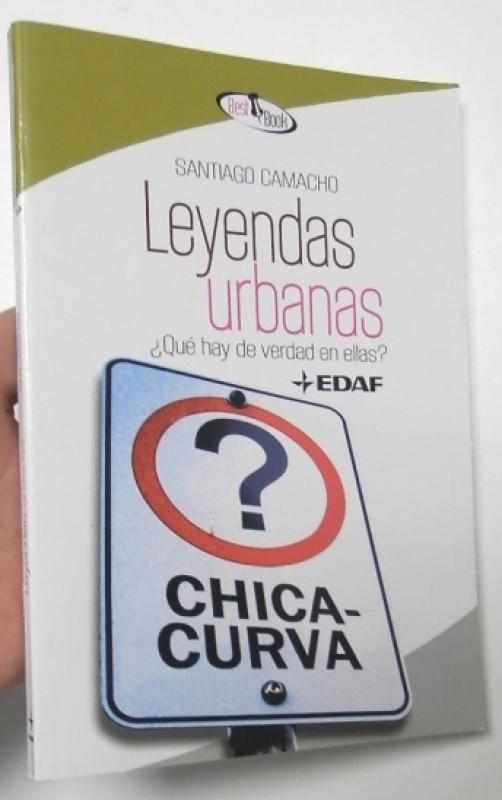 Best Book
SANTIAGO CAMACHO
Leyendas
urbanas
¿Qué hay de verdad en ellas?
EDAF
?
CHICA-
CURVA